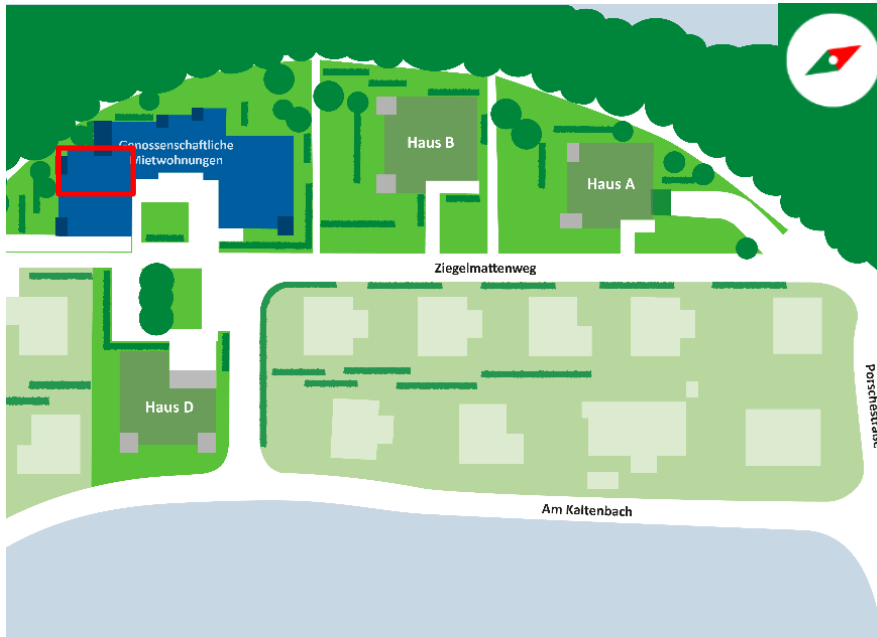 Genossenschaftliche
Mietwohnungen
Haus B
Haus A
Ziegelmattenweg
Haus D
Porschestraße
Am Kaltenbach